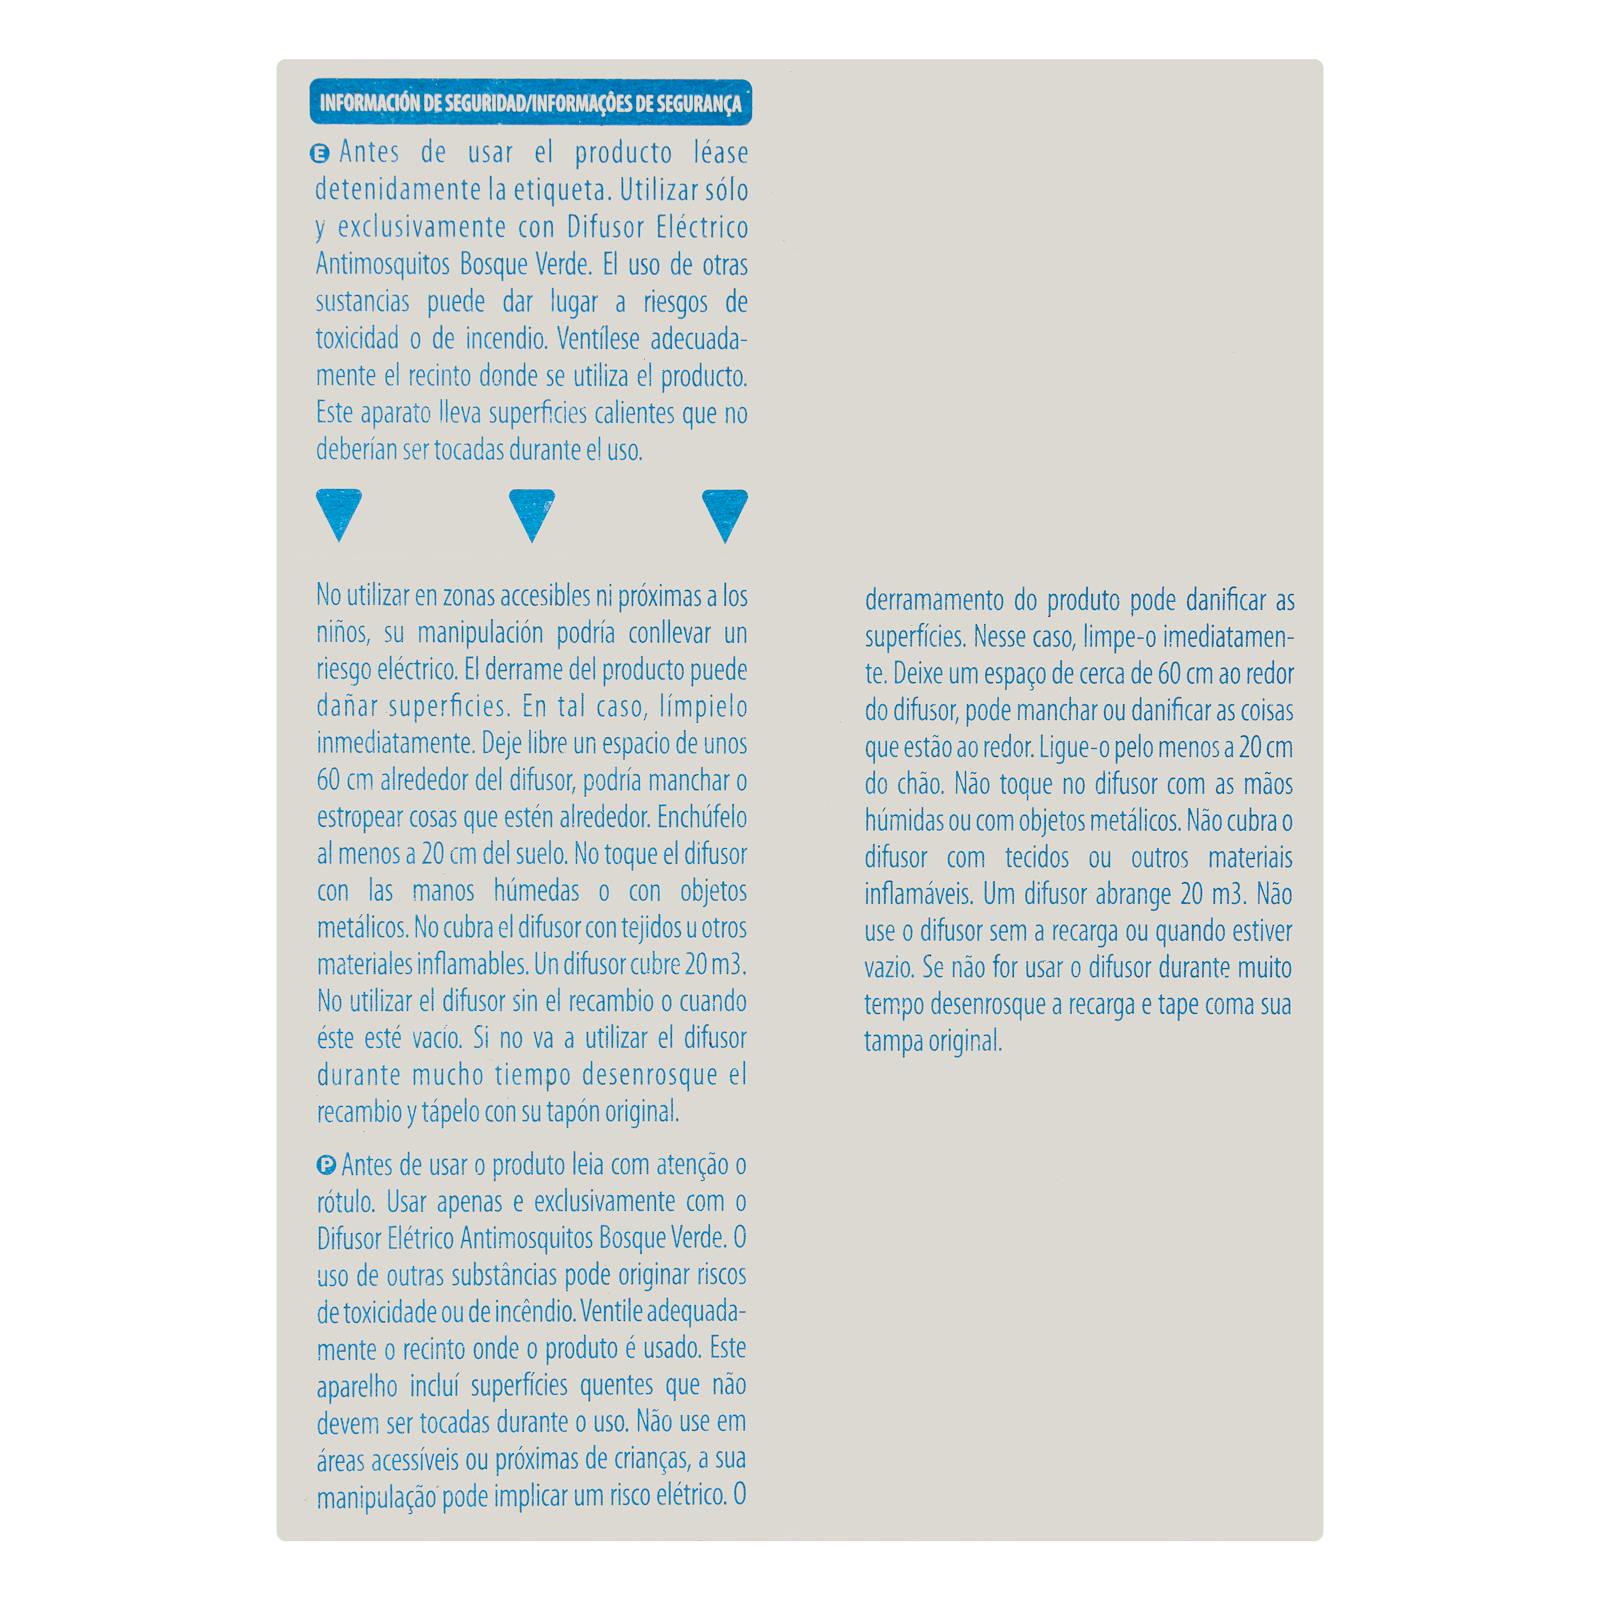 INFORMACIÓN DE SEGURIDAD/INFORMAÇÕES DE SEGURANÇA
E Antes de usar el producto léase
detenidamente la etiqueta. Utilizar sólo
y exclusivamente con Difusor Eléctrico
Antimosquitos Bosque Verde. El uso de otras
sustancias puede dar lugar a riesgos de
toxicidad o de incendio. Ventílese adecuada-
mente el recinto donde se utiliza el producto.
Este aparato lleva superficies calientes que no
deberían ser tocadas durante el uso.
No utilizar en zonas accesibles ni próximas a los
niños, su manipulación podría conllevar un
riesgo eléctrico. El derrame del producto puede
dañar superficies. En tal caso, límpielo
inmediatamente. Deje libre un espacio de unos
60 cm alrededor del difusor, podría manchar o
estropear cosas que estén alrededor. Enchúfelo
al menos a 20 cm del suelo. No toque el difusor
con las manos húmedas o con objetos
metálicos. No cubra el difusor con tejidos u otros
materiales inflamables. Un difusor cubre 20 m3.
No utilizar el difusor sin el recambio o cuando
éste esté vacío. Si no va a utilizar el difusor
durante mucho tiempo desenrosque el
recambio y tápelo con su tapón original.
P Antes de usar o produto leia com atenção o
rótulo. Usar apenas e exclusivamente com o
Difusor Elétrico Antimosquitos Bosque Verde. O
uso de outras substâncias pode originar riscos
de toxicidade ou de incêndio. Ventile adequada-
mente o recinto onde o produto é usado. Este
aparelho incluí superfícies quentes que não
devem ser tocadas durante o uso. Não use em
áreas acessíveis ou próximas de crianças, a sua
manipulação pode implicar um risco elétrico. O
derramamento do produto pode danificar as
superfícies. Nesse caso, limpe-o imediatamen-
te. Deixe um espaço de cerca de 60 cm ao redor
do difusor, pode manchar ou danificar as coisas
que estão ao redor. Ligue-o pelo menos a 20 cm
do chão. Não toque no difusor com as mãos
húmidas ou com objetos metálicos. Não cubra o
difusor com tecidos ou outros materiais
inflamáveis. Um difusor abrange 20 m3. Não
use o difusor sem a recarga ou quando estiver
vazio. Se não for usar o difusor durante muito
tempo desenrosque a recarga e tape coma sua
tampa original.